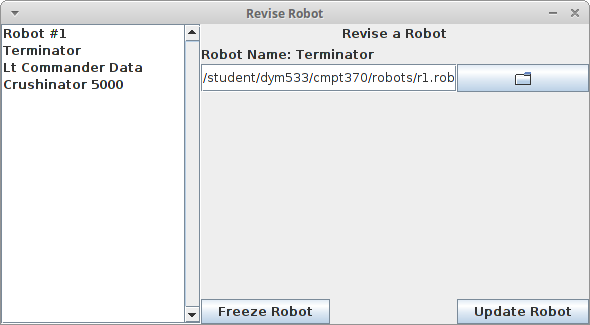 Revise Robot
Robot #1
Terminator
Lt Commander Data
Crushinator 5000
Revise a Robot
Robot Name: Terminator
/student/dym533/cmpt370/robots/r1.rob
Freeze Robot
Update Robot